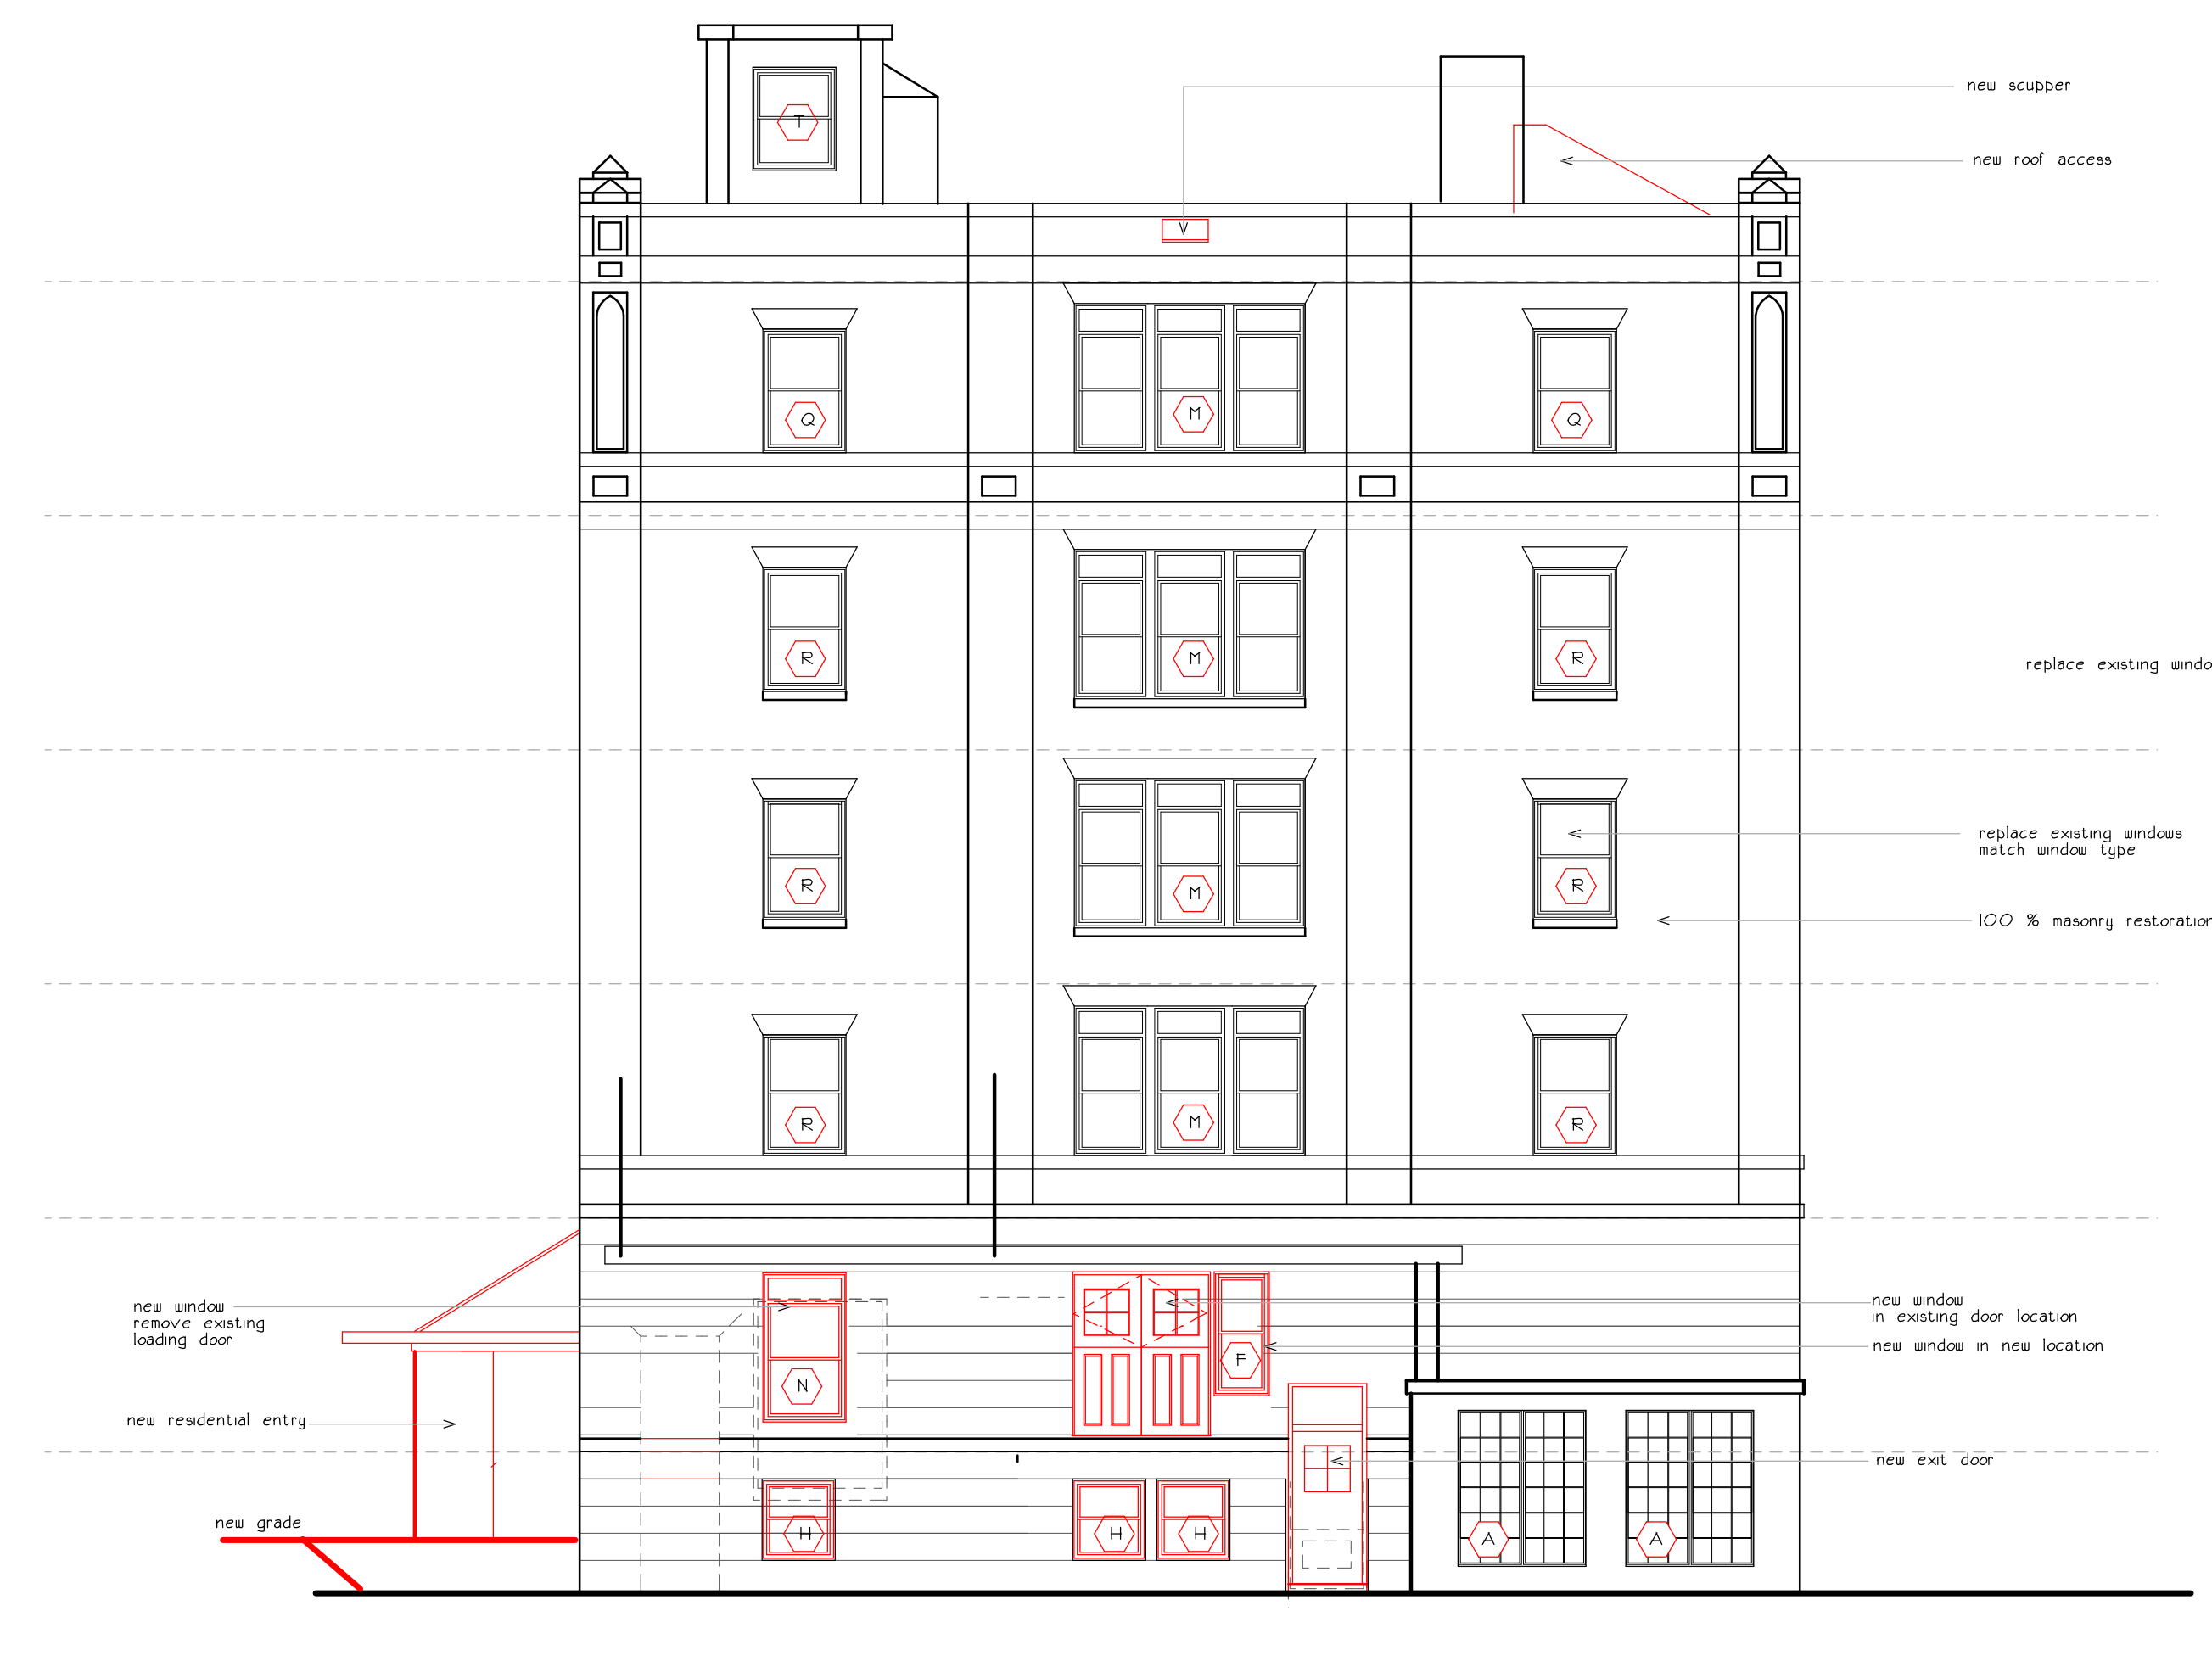 new scupper
T
new roof access
Q
M
Q
R
M
R
replace existing
replace existing windows
match window type
R
M
R
100 % masonry
R
M
R
new window
remove existing
loading door
new window
in existing door location
new window in new location
F
N
new residential entry
new exit door
new grade
H
H
H
A
A